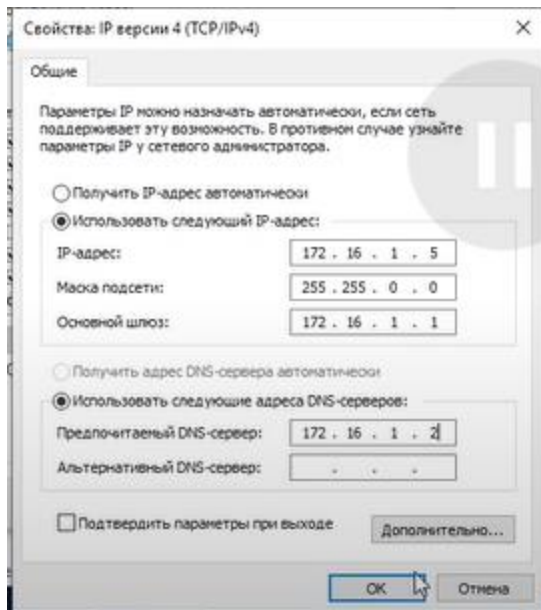 Свойства: IP версии 4 (TCP/IPv4)
Общие
Параметры IP можно назначать автоматически, если сеть
поддерживает эту возможность. В противном случае узнайте
параметры IP у сетевого администратора.
Получить IP-адрес автоматически
Использовать следующий IP-адрес:
IP-адрес: 172 . 16 . 1 . 5
Маска подсети: 255 . 255 . 0 . 0
Основной шлюз: 172 . 16 . 1 . 1
Получить адрес DNS-сервера автоматически
Использовать следующие адреса DNS-серверов:
Предпочитаемый DNS-сервер: 172 . 16 . 1 . 2
Альтернативный DNS-сервер: . . .
Подтвердить параметры при выходе
Дополнительно...
OK Отмена